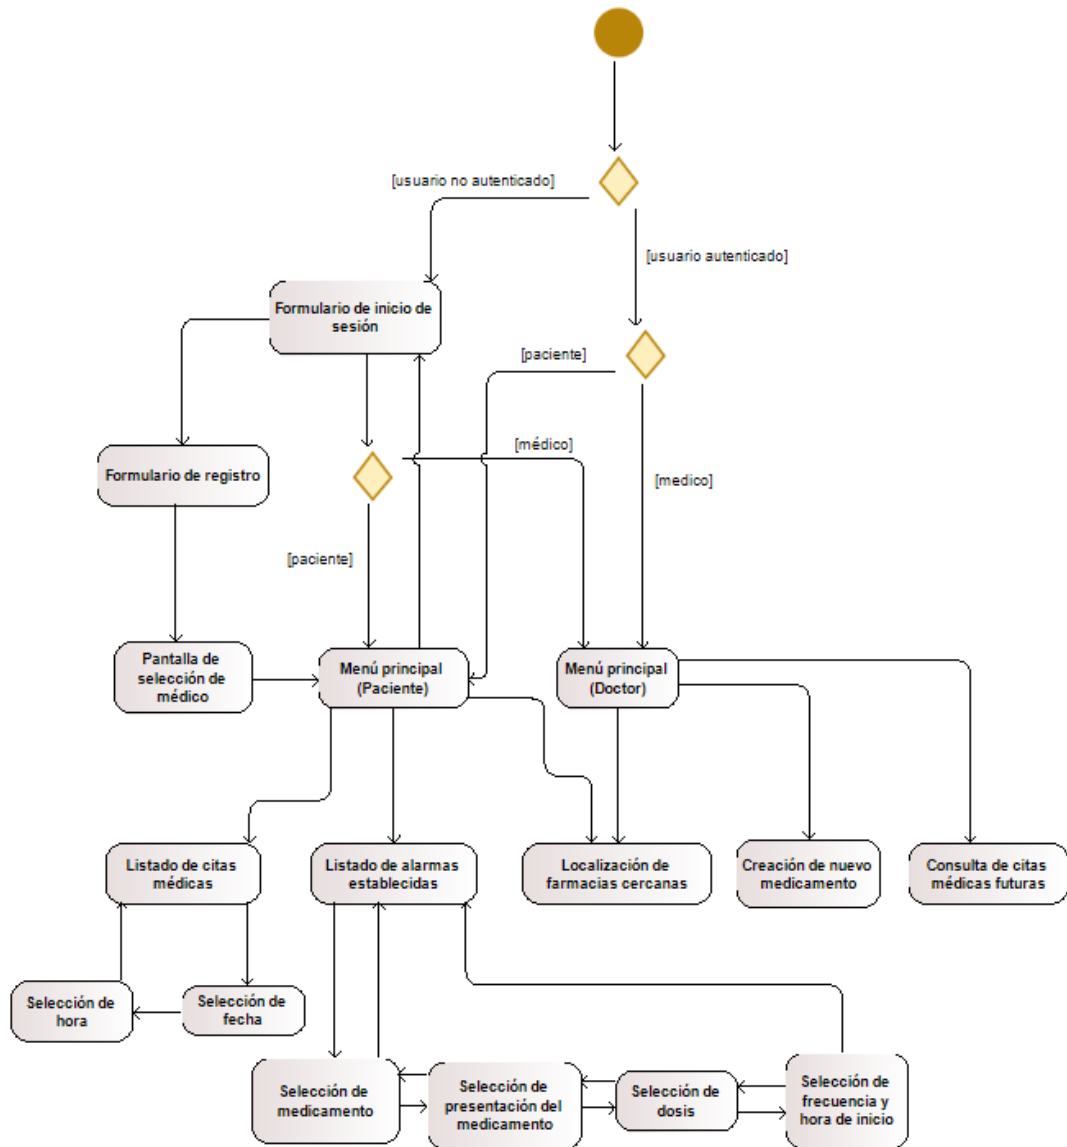 [usuario no autenticado]
[usuario autenticado]
Formulario de inicio de
sesión
[paciente]
[médico]
Formulario de registro
[medico]
[paciente]
Pantalla de
selección de
médico
Menú principal
(Paciente)
Menú principal
(Doctor)
Listado de citas
médicas
Listado de alarmas
establecidas
Localización de
farmacias cercanas
Creación de nuevo
medicamento
Consulta de citas
médicas futuras
Selección de
hora
Selección de
fecha
Selección de
medicamento
Selección de
presentación del
medicamento
Selección de
dosis
Selección de
frecuencia y
hora de inicio